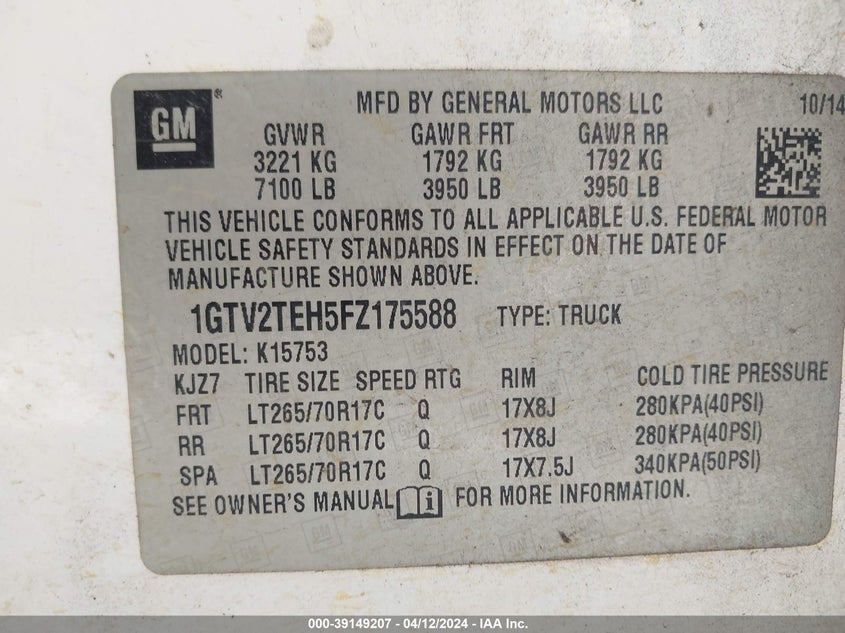 GM ® MFD BY GENERAL MOTORS LLC 10/14
GVWR GAWR FRT GAWR RR
3221 KG 1792 KG 1792 KG
7100 LB 3950 LB 3950 LB
THIS VEHICLE CONFORMS TO ALL APPLICABLE U.S. FEDERAL MOTOR
VEHICLE SAFETY STANDARDS IN EFFECT ON THE DATE OF
MANUFACTURE SHOWN ABOVE.
1GTV2TEH5FZ175588 TYPE: TRUCK
MODEL: K15753
KJZ7 TIRE SIZE SPEED RTG RIM COLD TIRE PRESSURE
FRT LT265/70R17C Q 17X8J 280KPA(40PSI)
RR LT265/70R17C Q 17X8J 280KPA(40PSI)
SPA LT265/70R17C Q 17X7.5J 340KPA(50PSI)
SEE OWNER'S MANUAL i FOR MORE INFORMATION.
000-39149207 - 04/12/2024 - IAA Inc.